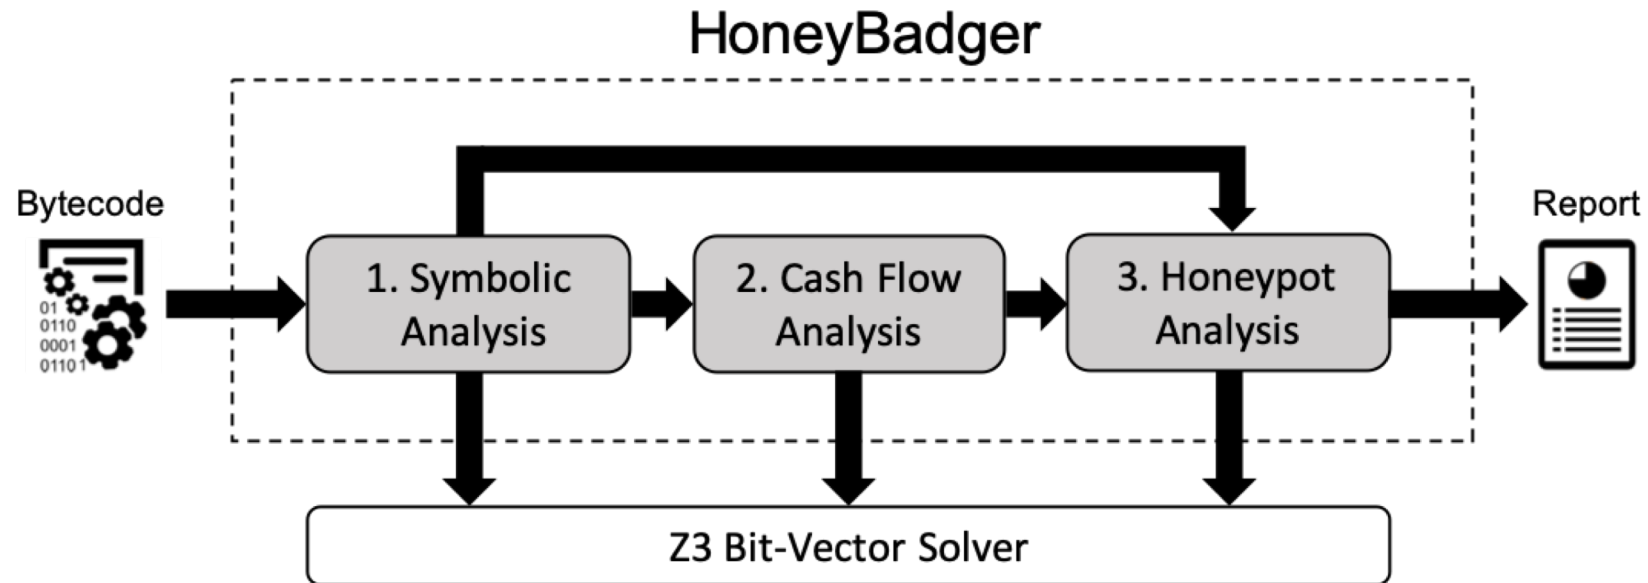 HoneyBadger
Bytecode
01
0110
0001
01101
1. Symbolic
Analysis
2. Cash Flow
Analysis
3. Honeypot
Analysis
Report
Z3 Bit-Vector Solver